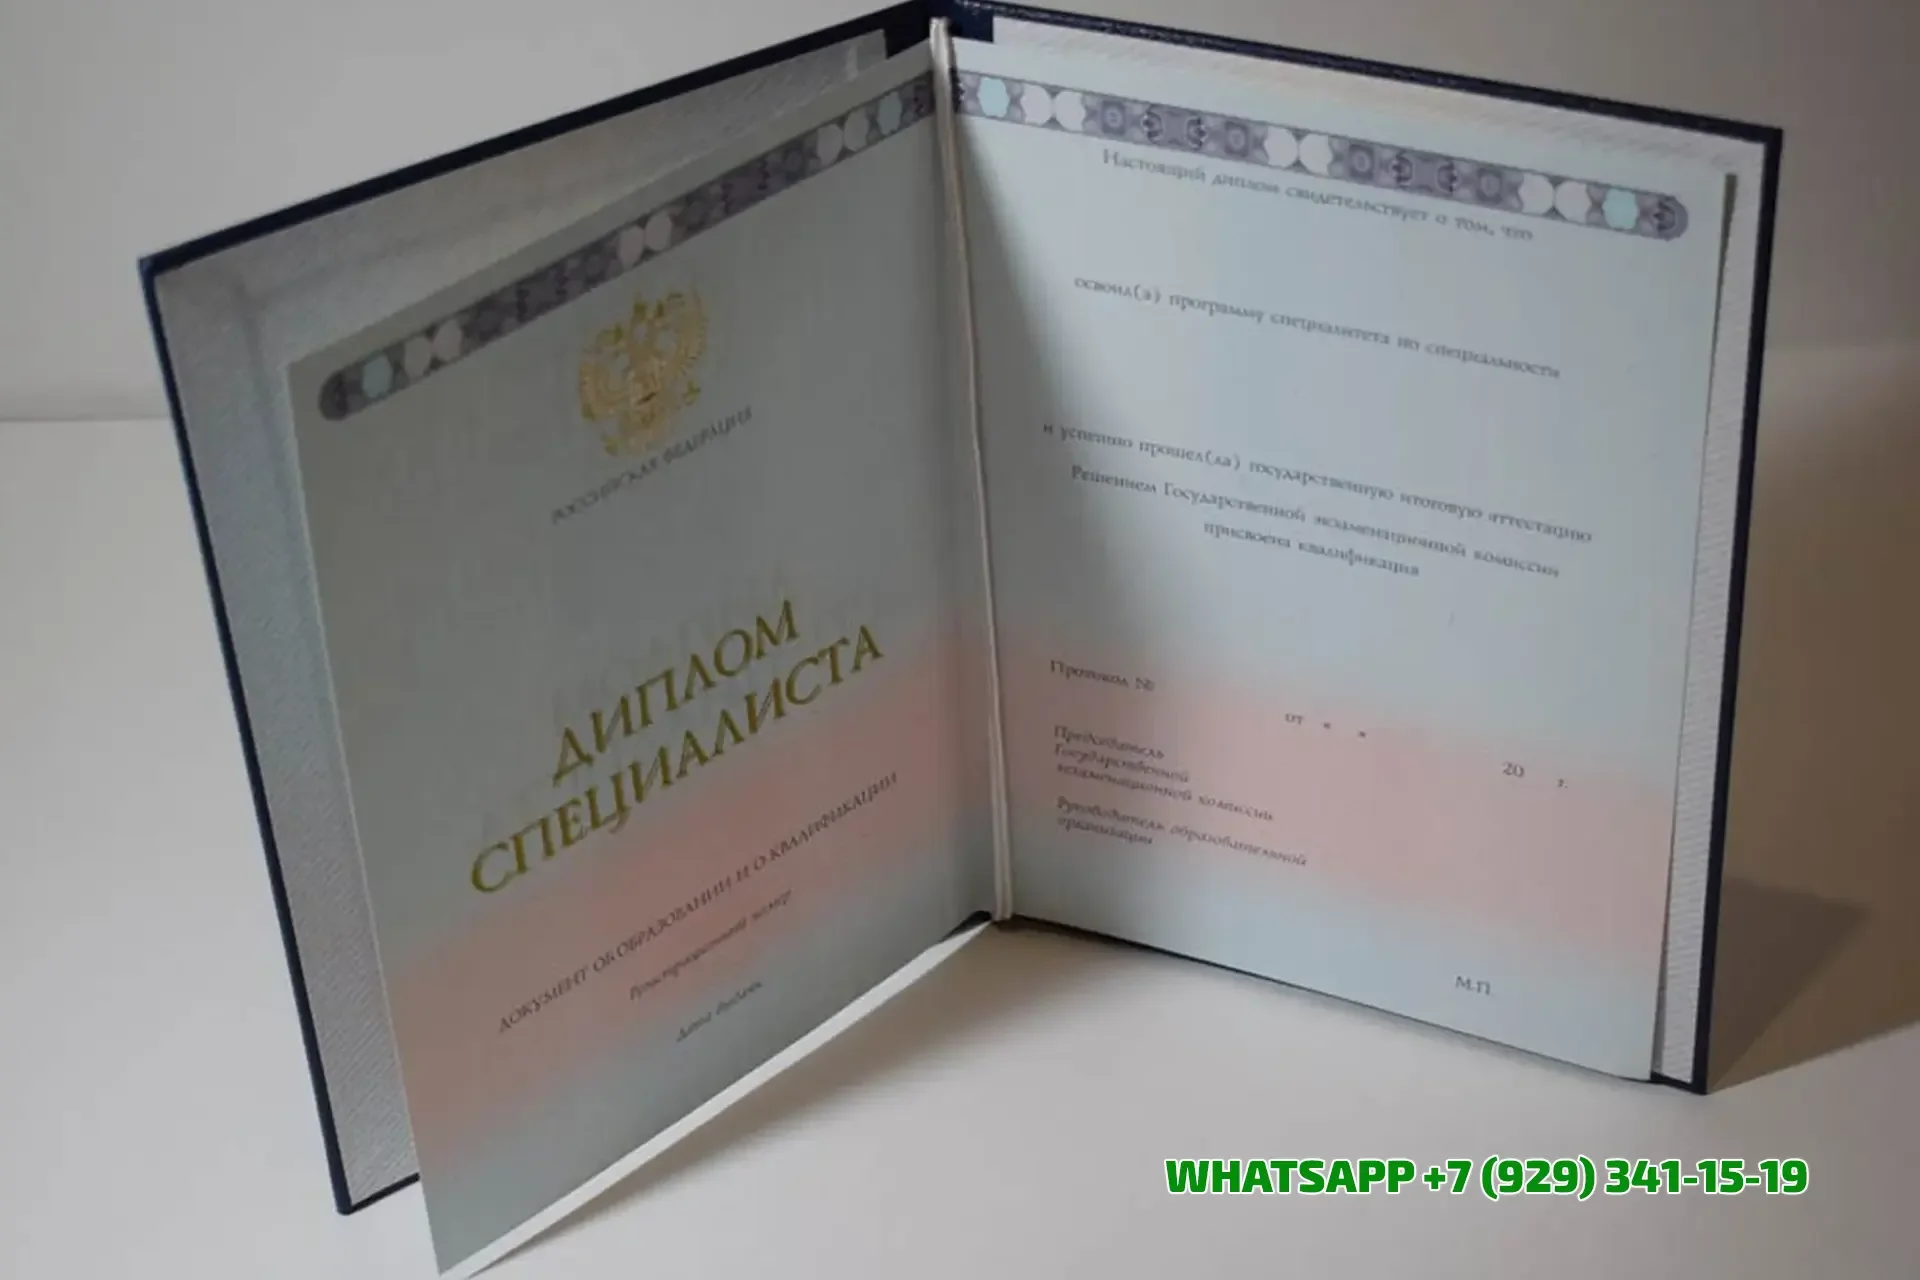 РОССИЙСКАЯ ФЕДЕРАЦИЯ
ДИПЛОМ
СПЕЦИАЛИСТА
ДОКУМЕНТ ОБ ОБРАЗОВАНИИ И О КВАЛИФИКАЦИИ
Регистрационный номер
Дата выдачи
Настоящий диплом свидетельствует о том, что
освоил(а) программу специалитета по специальности
и успешно прошел(ла) государственную итоговую аттестацию
Решением Государственной экзаменационной комиссии
присвоена квалификация
Протокол №
от « »
20 г.
Председатель
Государственной
экзаменационной комиссии
Руководитель образовательной
организации
М.П.
WHATSAPP +7 (929) 341-15-19